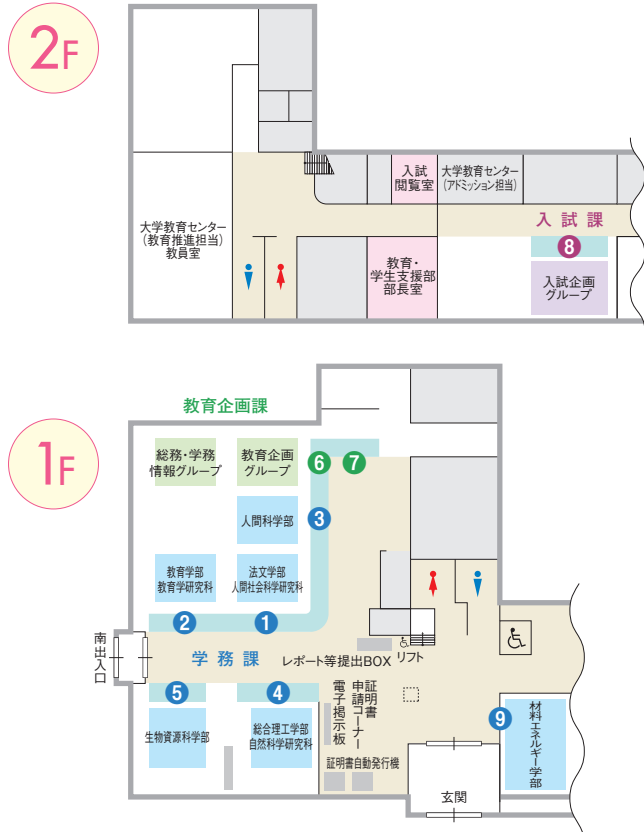 2F
入試
閲覧室
大学教育センター
(アドミッション担当)
大学教育センター
(教育推進担当)
教員室
入試課
8
教育・
学生支援部
部長室
入試企画
グループ
1F
教育企画課
総務・学務
情報グループ
教育企画
グループ
6
7
人間科学部
3
教育学部
教育学研究科
法文学部
人間社会科学研究科
2
1
南出入口
学務課
レポート等提出BOX
リフト
5
4
生物資源科学部
総合理工学部
自然科学研究科
証明書
申請コーナー
電子掲示板
証明書自動発行機
9
材料エネルギー学部
玄関